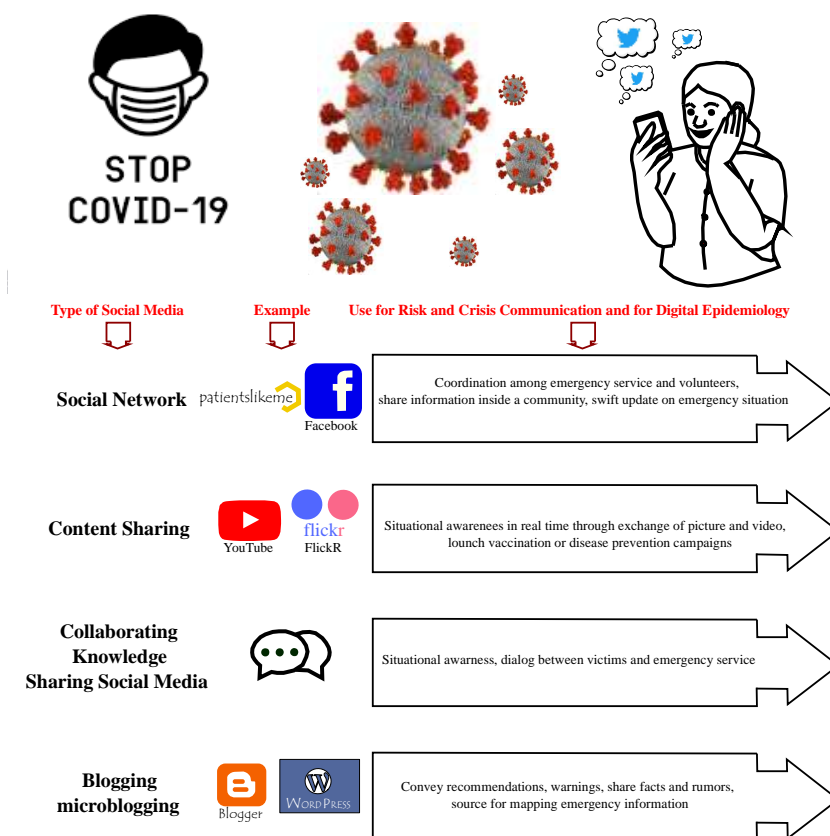 STOP
COVID-19
Type of Social Media
Example
Use for Risk and Crisis Communication and for Digital Epidemiology
Social Network
patientslikeme
Facebook
Coordination among emergency service and volunteers,
share information inside a community, swift update on emergency situation
Content Sharing
YouTube
flickr
FlickR
Situational awarenees in real time through exchange of picture and video,
lounch vaccination or disease prevention campaigns
Collaborating
Knowledge
Sharing Social Media
Situational awarness, dialog between victims and emergency service
Blogging
microblogging
Blogger
WORDPRESS
Convey recommendations, warnings, share facts and rumors,
source for mapping emergency information